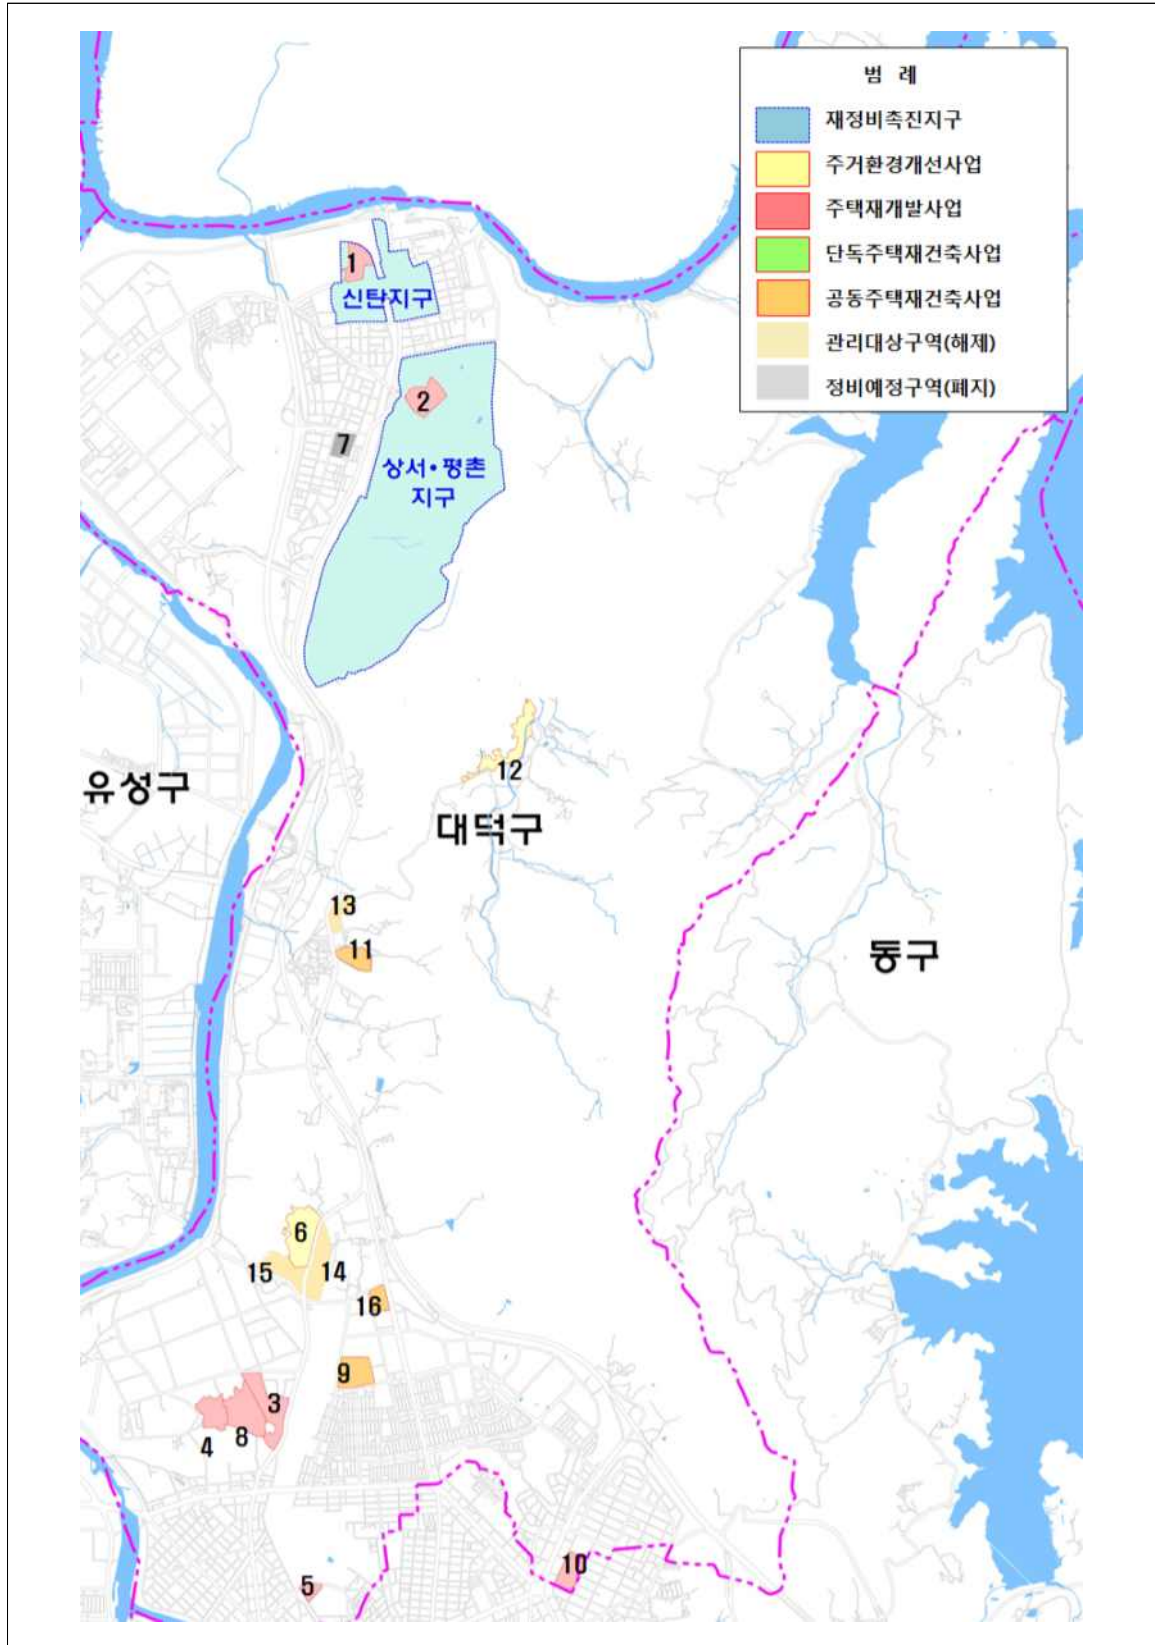 범 례
재정비촉진지구
주거환경개선사업
주택재개발사업
단독주택재건축사업
공동주택재건축사업
관리대상구역(해제)
정비예정구역(폐지)
1
신탄지구
2
7
상서·평촌
지구
12
유성구
대덕구
13
11
동구
6
15
14
16
9
3
4
8
10
5